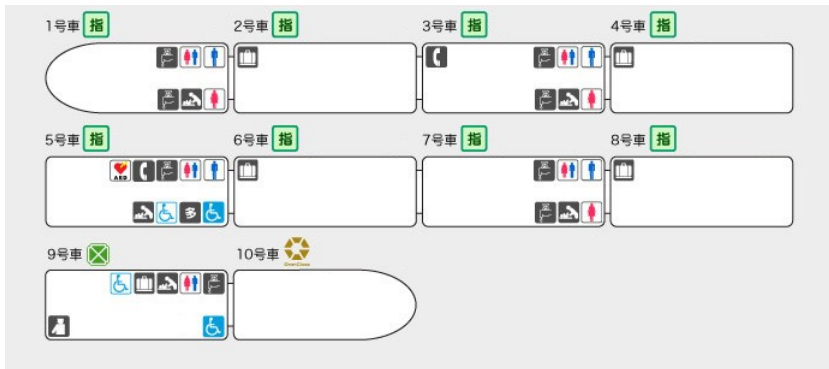 1号車 指
2号車 指
3号車 指
4号車 指
5号車 指
6号車 指
7号車 指
8号車 指
AED
多
9号車
10号車
GranClass